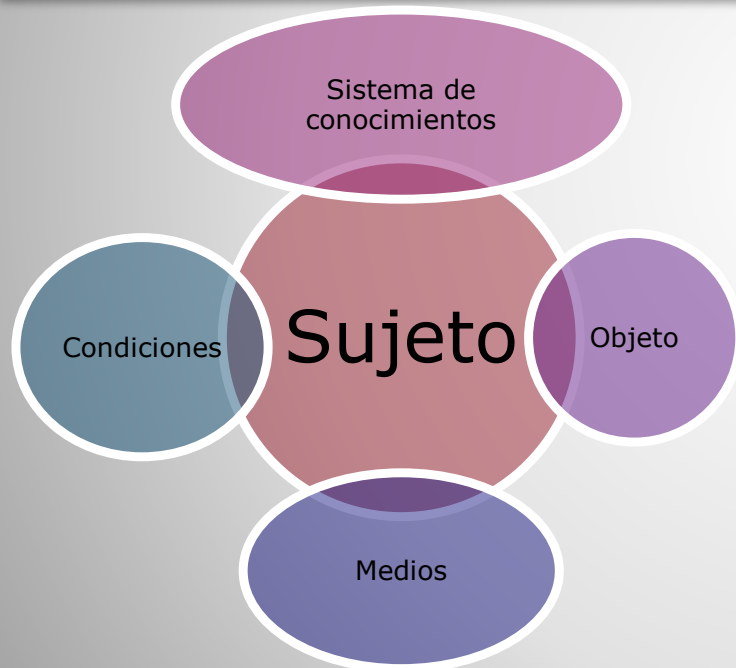 Sistema de
conocimientos
Condiciones
Sujeto
Objeto
Medios